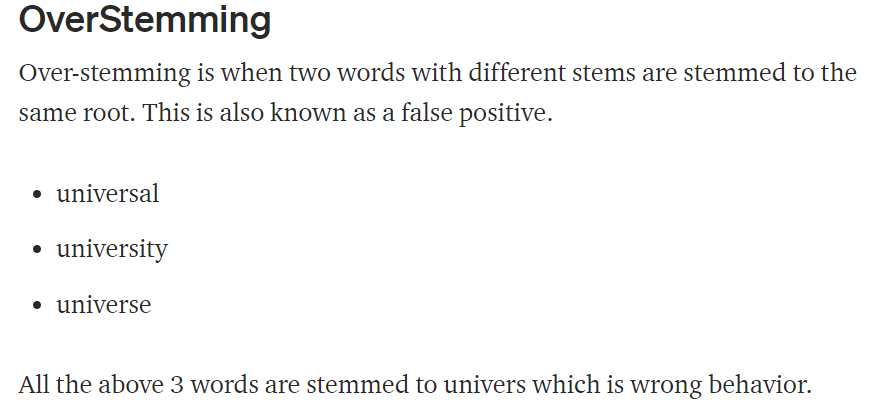 OverStemming
Over-stemming is when two words with different stems are stemmed to the
same root. This is also known as a false positive.
• universal
• university
• universe
All the above 3 words are stemmed to univers which is wrong behavior.